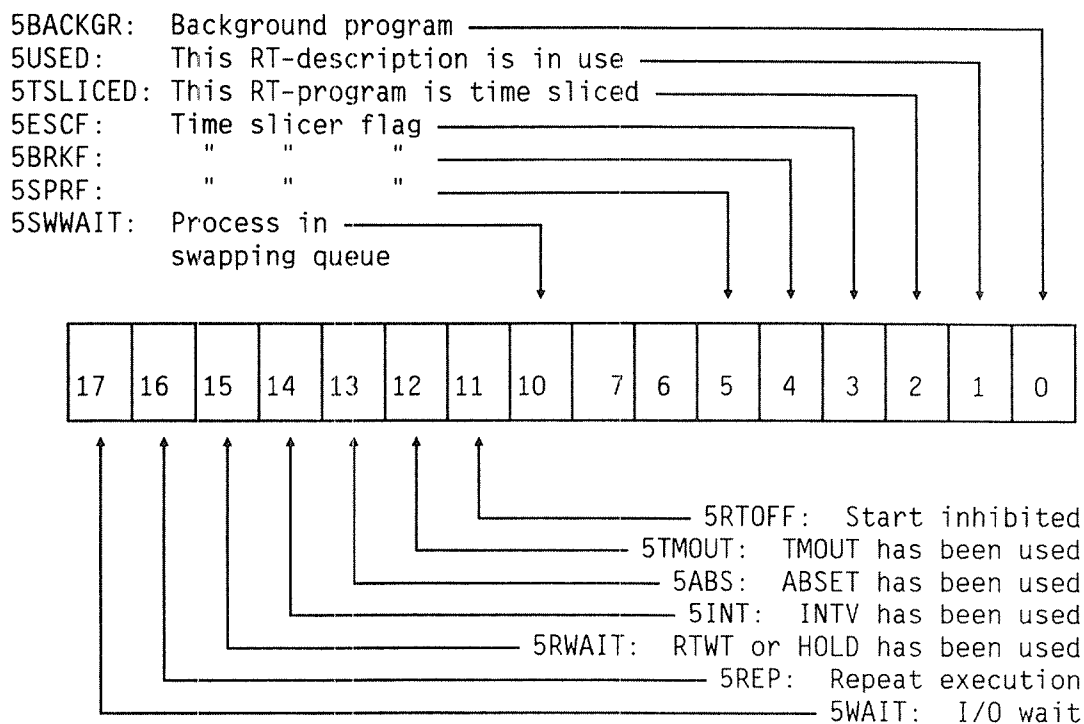 5BACKGR: Background program
5USED: This RT-description is in use
5TSLICED: This RT-program is time sliced
5ESCF: Time slicer flag
5BRKF: " " "
5SPRF: " " "
5SWWAIT: Process in
swapping queue
17 16 15 14 13 12 11 10 7 6 5 4 3 2 1 0
5RTOFF: Start inhibited
5TMOUT: TMOUT has been used
5ABS: ABSET has been used
5INT: INTV has been used
5RWAIT: RTWT or HOLD has been used
5REP: Repeat execution
5WAIT: I/O wait